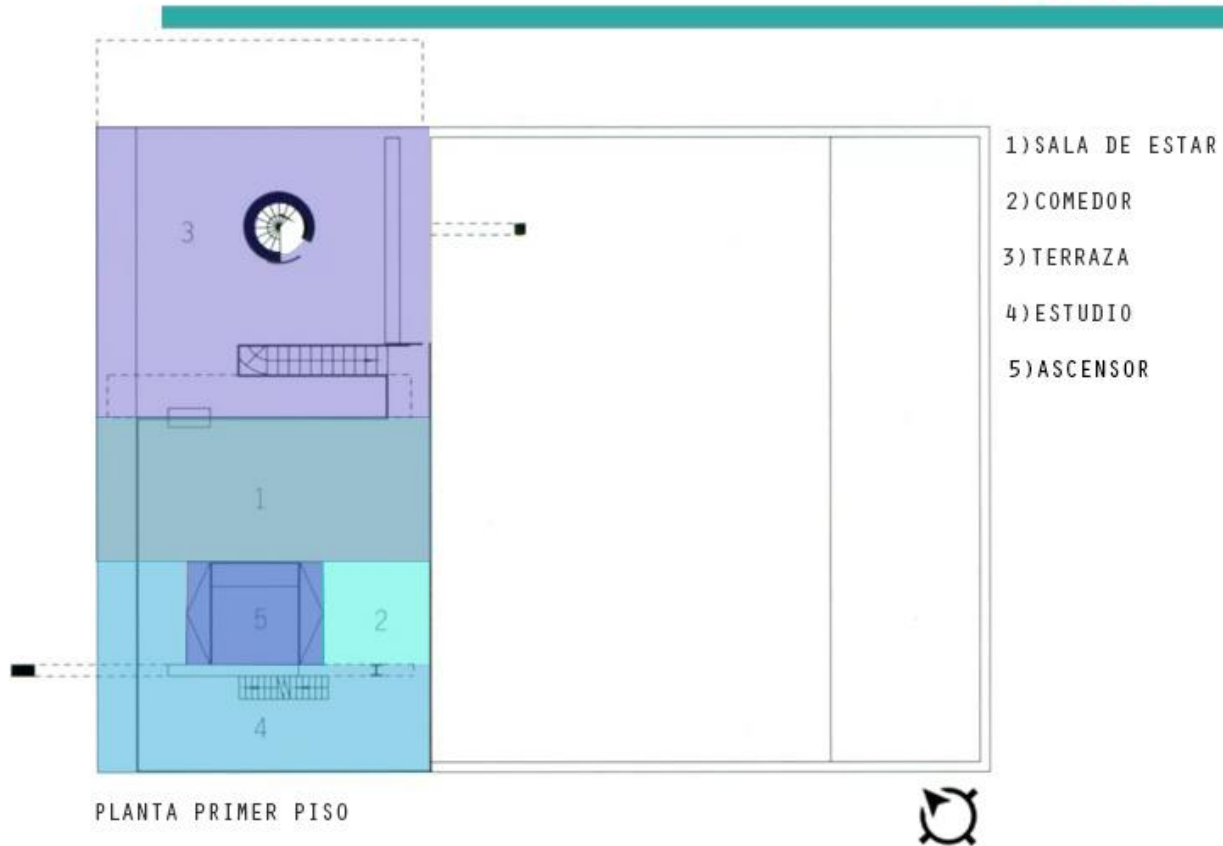 1)SALA DE ESTAR
2)COMEDOR
3)TERRAZA
4)ESTUDIO
5)ASCENSOR
3
1
5
2
4
PLANTA PRIMER PISO